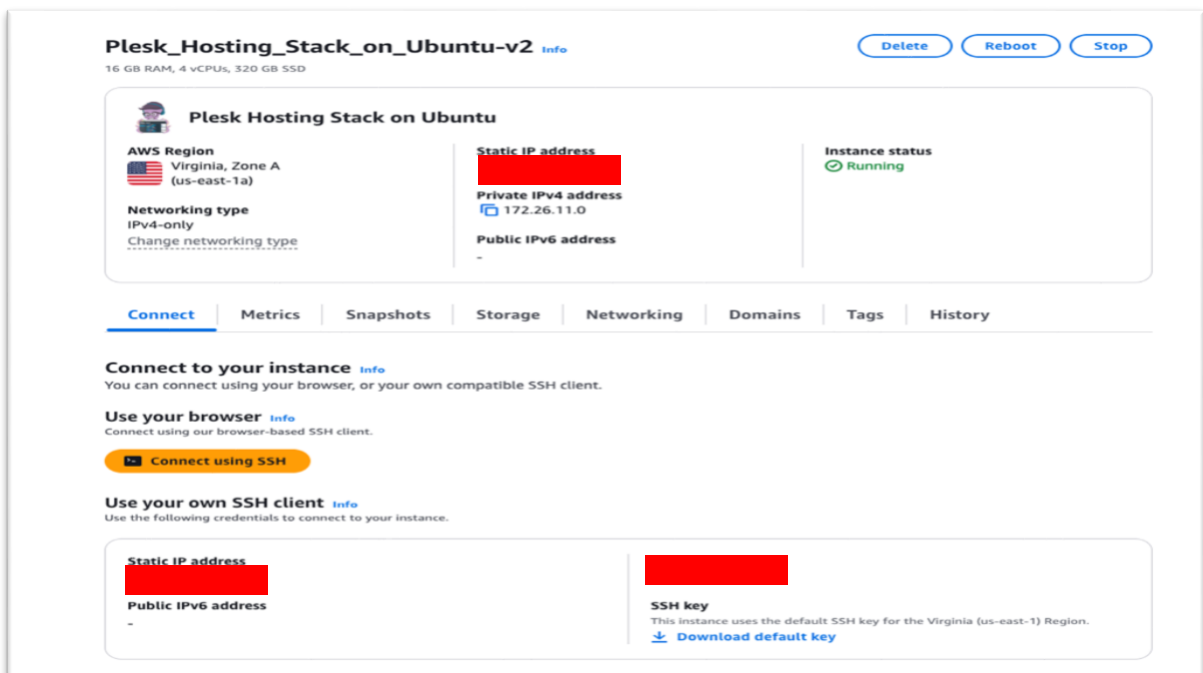 Plesk_Hosting_Stack_on_Ubuntu-v2 Info
Delete
Reboot
Stop
16 GB RAM, 4 vCPUs, 320 GB SSD
Plesk Hosting Stack on Ubuntu
AWS Region
Virginia, Zone A
(us-east-1a)
Networking type
IPv4-only
Change networking type
Static IP address
Private IPv4 address
172.26.11.0
Public IPv6 address
-
Instance status
Running
Connect
Metrics
Snapshots
Storage
Networking
Domains
Tags
History
Connect to your instance Info
You can connect using your browser, or your own compatible SSH client.
Use your browser Info
Connect using our browser-based SSH client.
Connect using SSH
Use your own SSH client Info
Use the following credentials to connect to your instance.
Static IP address
Public IPv6 address
-
SSH key
This instance uses the default SSH key for the Virginia (us-east-1) Region.
Download default key